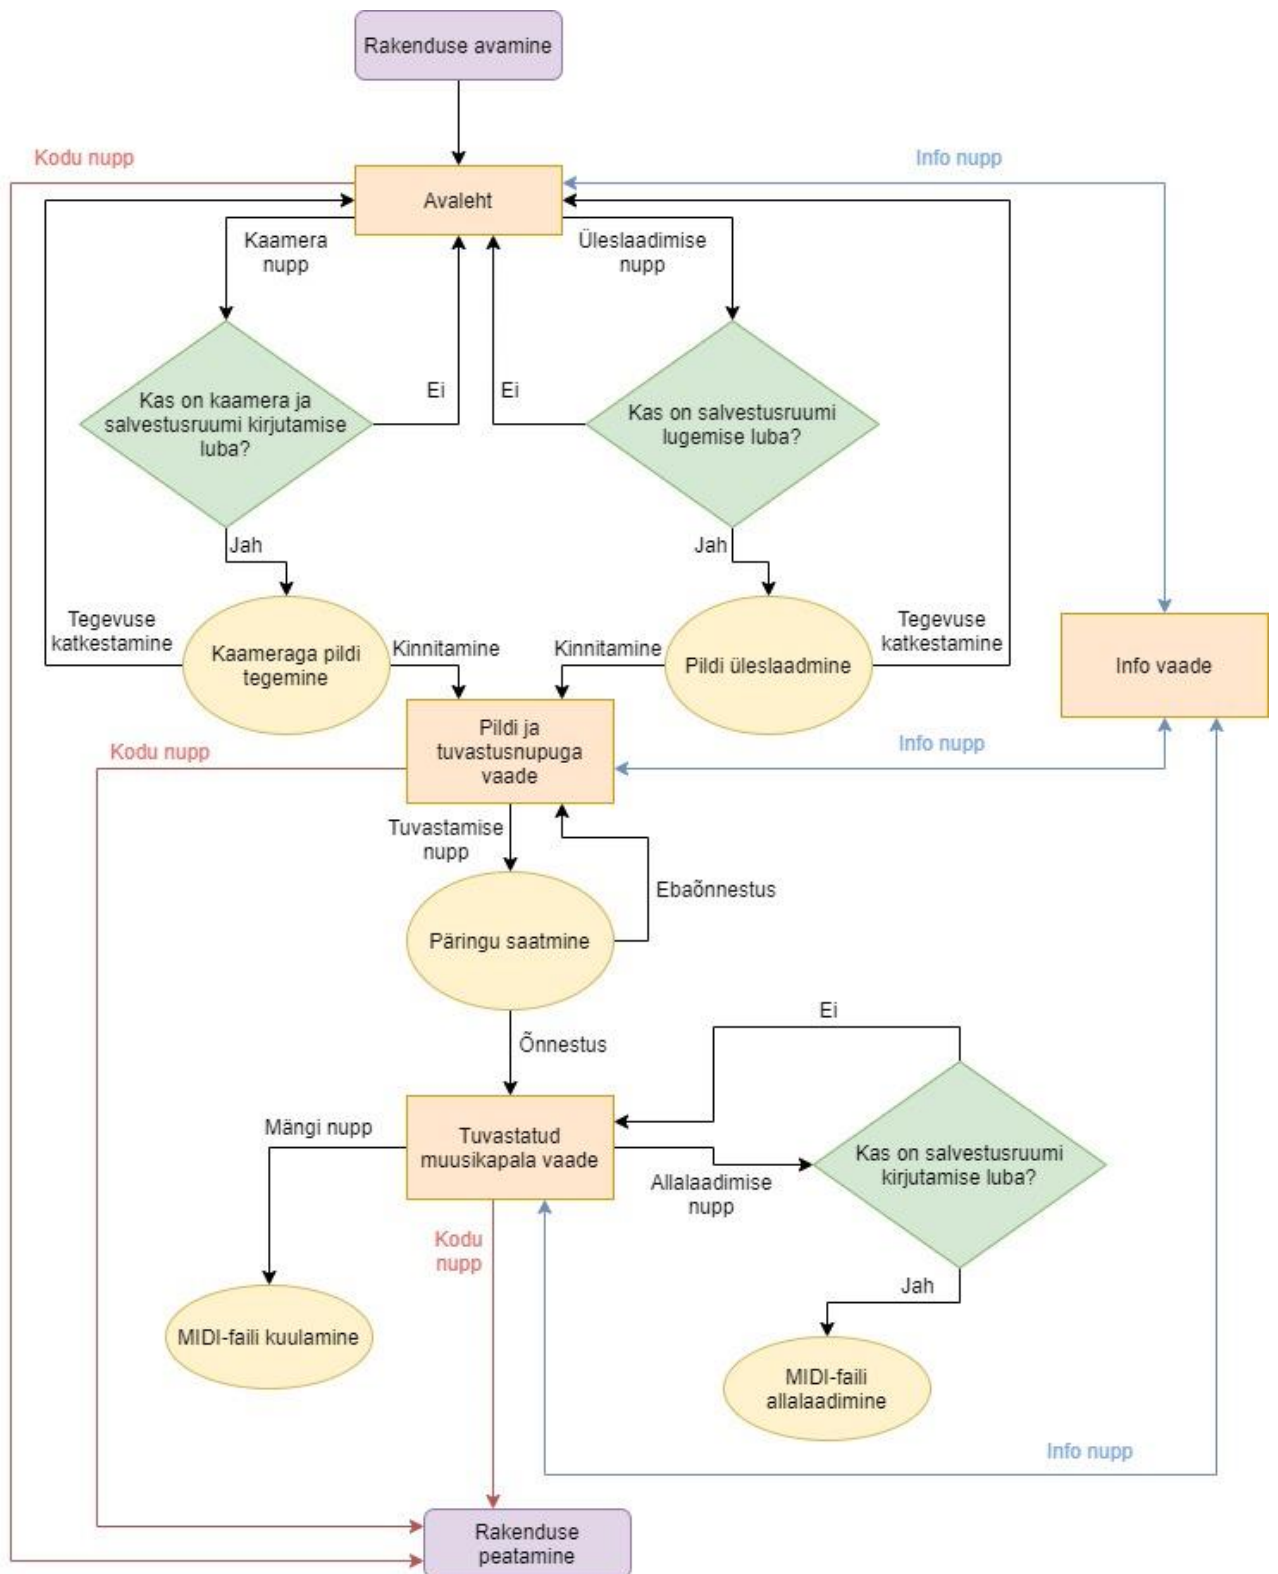 Rakenduse avamine
Kodu nupp
Info nupp
Avaleht
Kaamera
nupp
Üleslaadimise
nupp
Kas on kaamera ja
salvestusruumi kirjutamise
luba?
Ei
Ei
Kas on salvestusruumi
lugemise luba?
Jah
Jah
Tegevuse
katkestamine
Kaameraga pildi
tegemine
Kinnitamine
Kinnitamine
Pildi üleslaadmine
Tegevuse
katkestamine
Info vaade
Kodu nupp
Pildi ja
tuvastusnupuga
vaade
Info nupp
Tuvastamise
nupp
Ebaõnnestus
Päringu saatmine
Õnnestus
Ei
Mängi nupp
Tuvastatud
muusikapala vaade
Allalaadimise
nupp
Kas on salvestusruumi
kirjutamise luba?
Kodu
nupp
Jah
MIDI-faili kuulamine
MIDI-faili
allalaadimine
Info nupp
Rakenduse
peatamine